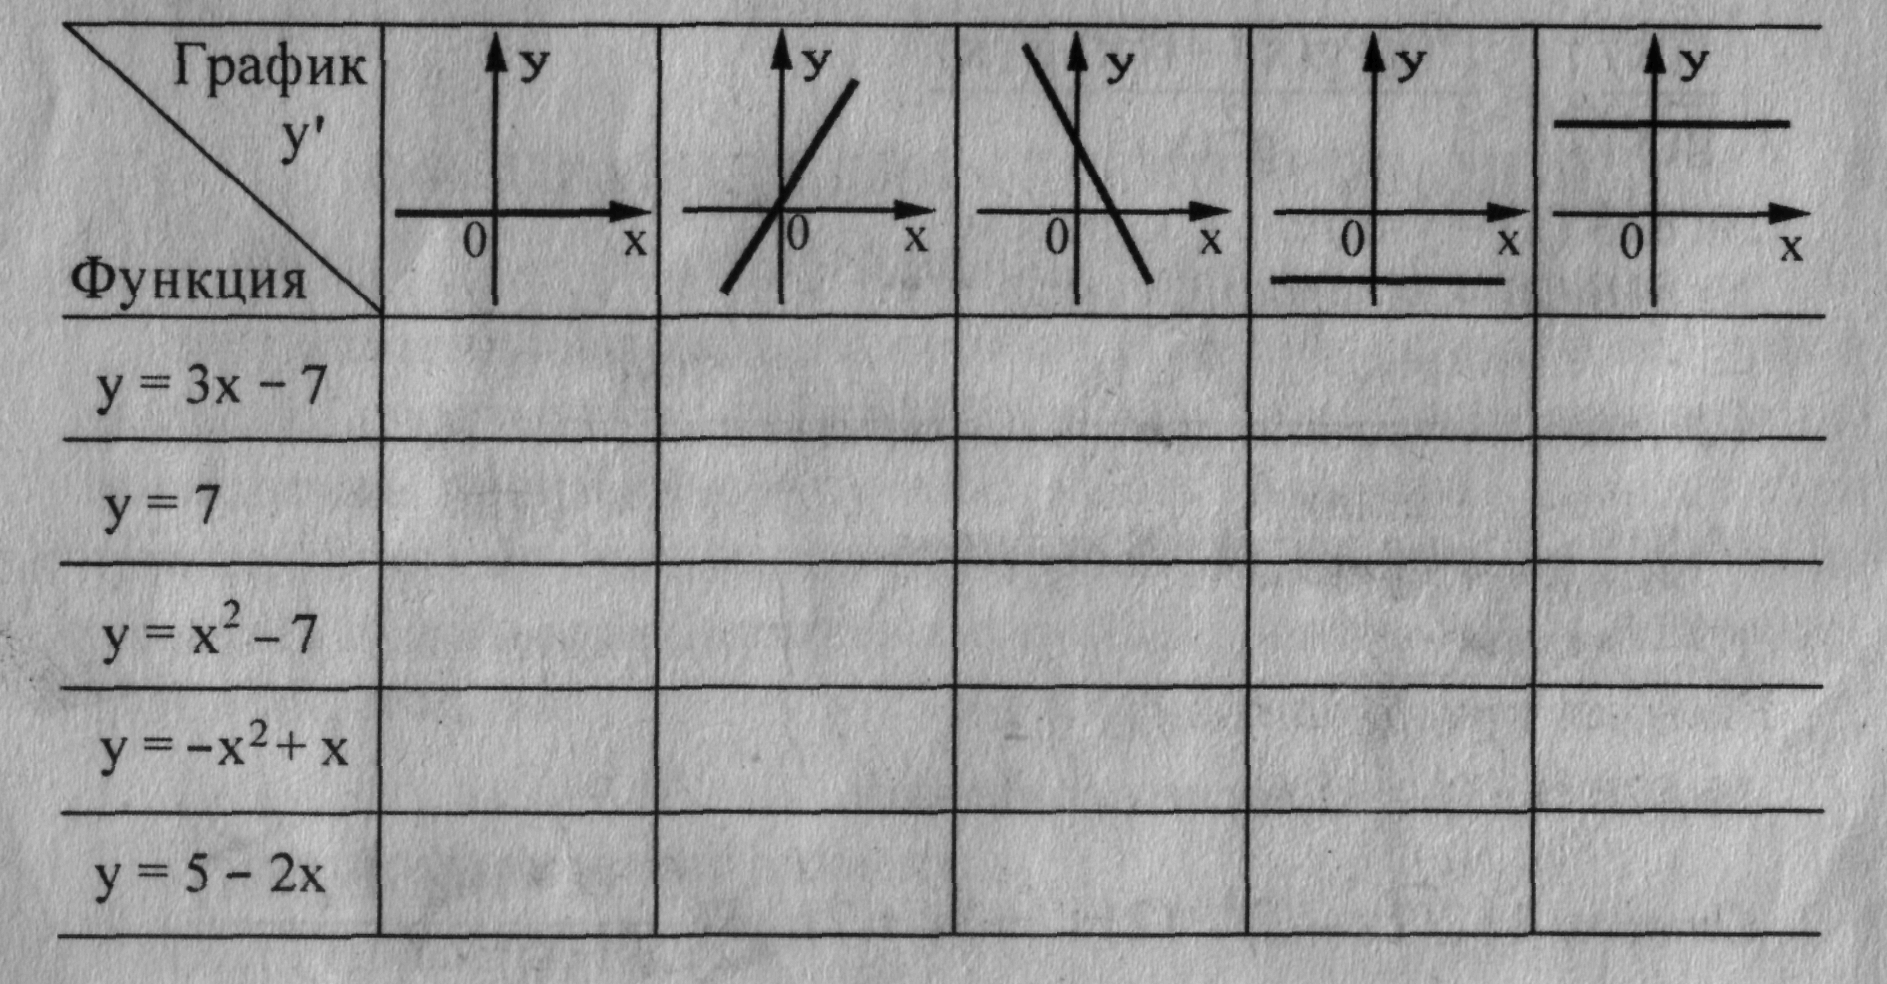 График
y'
Функция
y
0
x
y
0
x
y
0
x
y
0
x
y
0
x
y = 3x – 7
y = 7
y = x² – 7
y = –x² + x
y = 5 – 2x